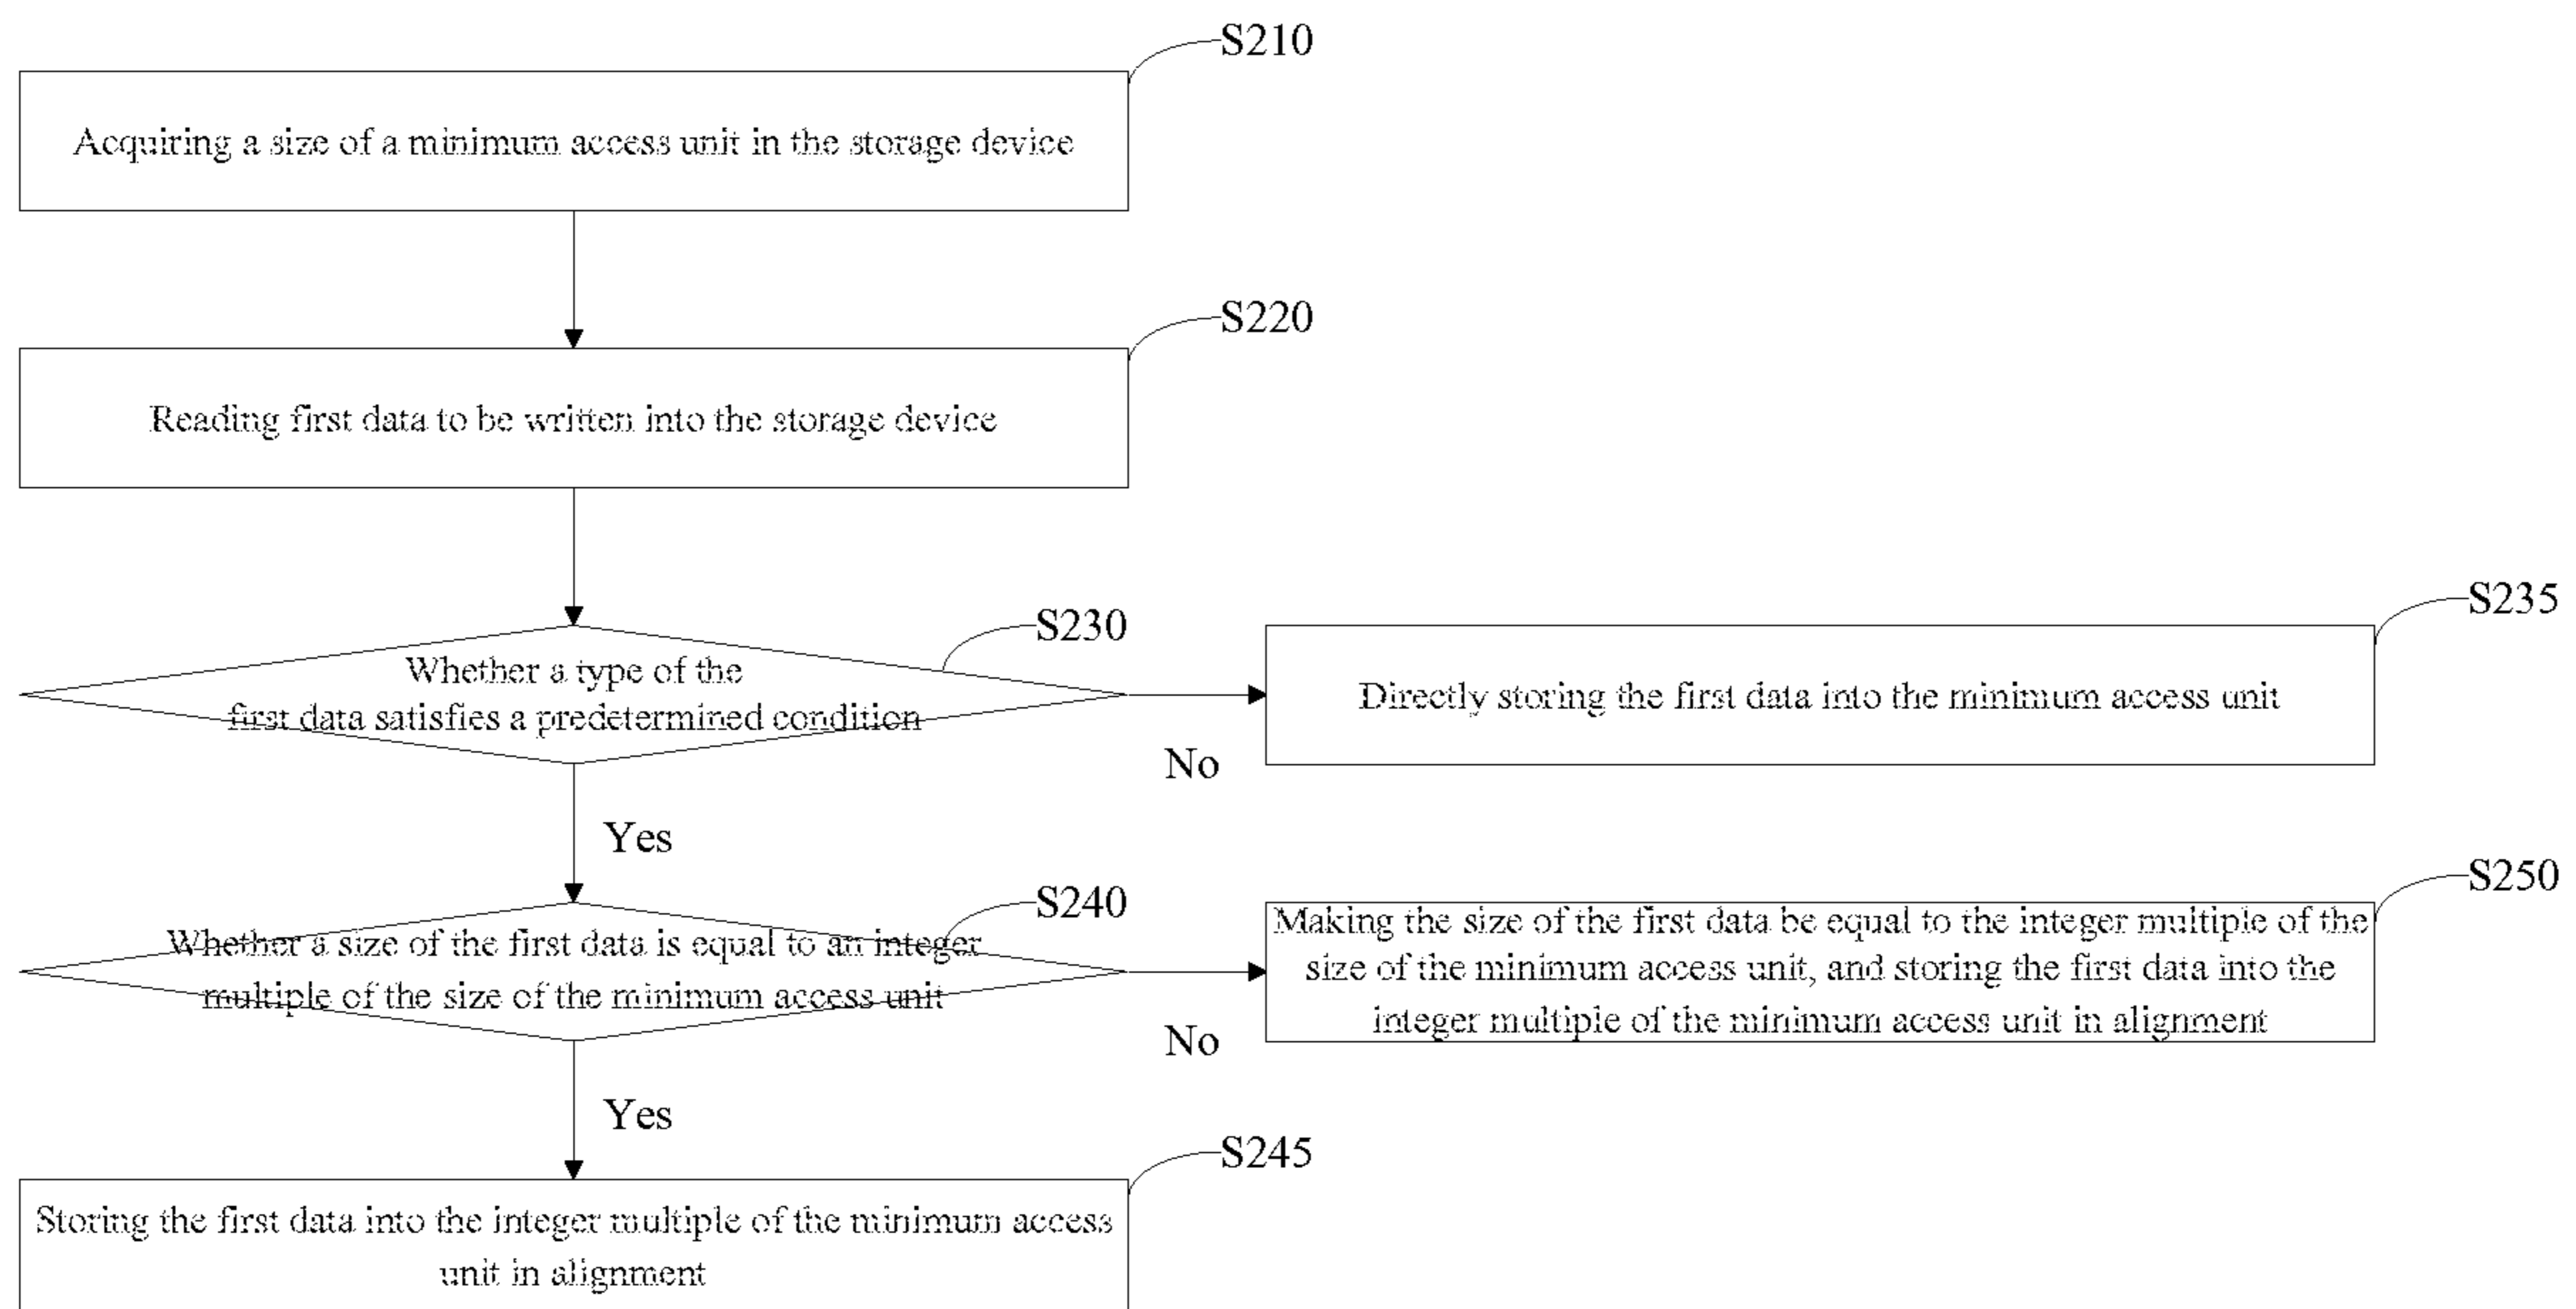 S210
Acquiring a size of a minimum access unit in the storage device
S220
Reading first data to be written into the storage device
S230
Whether a type of the
first data satisfies a predetermined condition
S235
Directly storing the first data into the minimum access unit
No
Yes
S240
Whether a size of the first data is equal to an integer
multiple of the size of the minimum access unit
S250
Making the size of the first data be equal to the integer multiple of the
size of the minimum access unit, and storing the first data into the
integer multiple of the minimum access unit in alignment
No
Yes
S245
Storing the first data into the integer multiple of the minimum access
unit in alignment